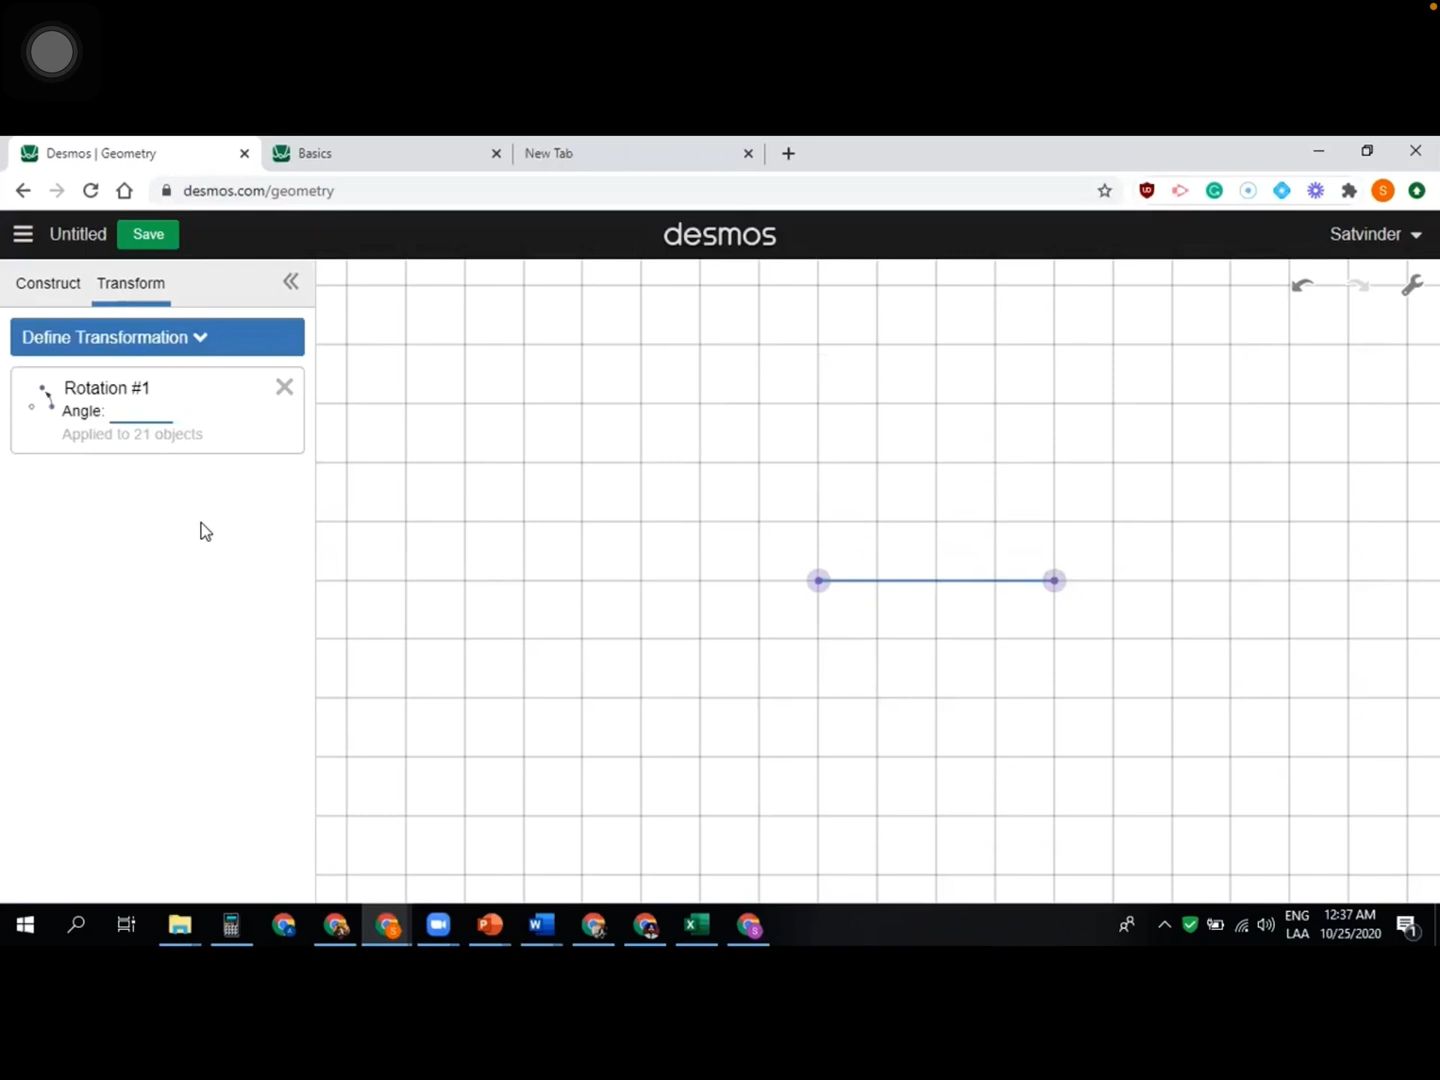 Desmos | Geometry
Basics
New Tab
desmos.com/geometry
S
Untitled
Save
desmos
Satvinder
Construct
Transform
Define Transformation
Rotation #1
Angle:
Applied to 21 objects
ENG
LAA
12:37 AM
10/25/2020
1